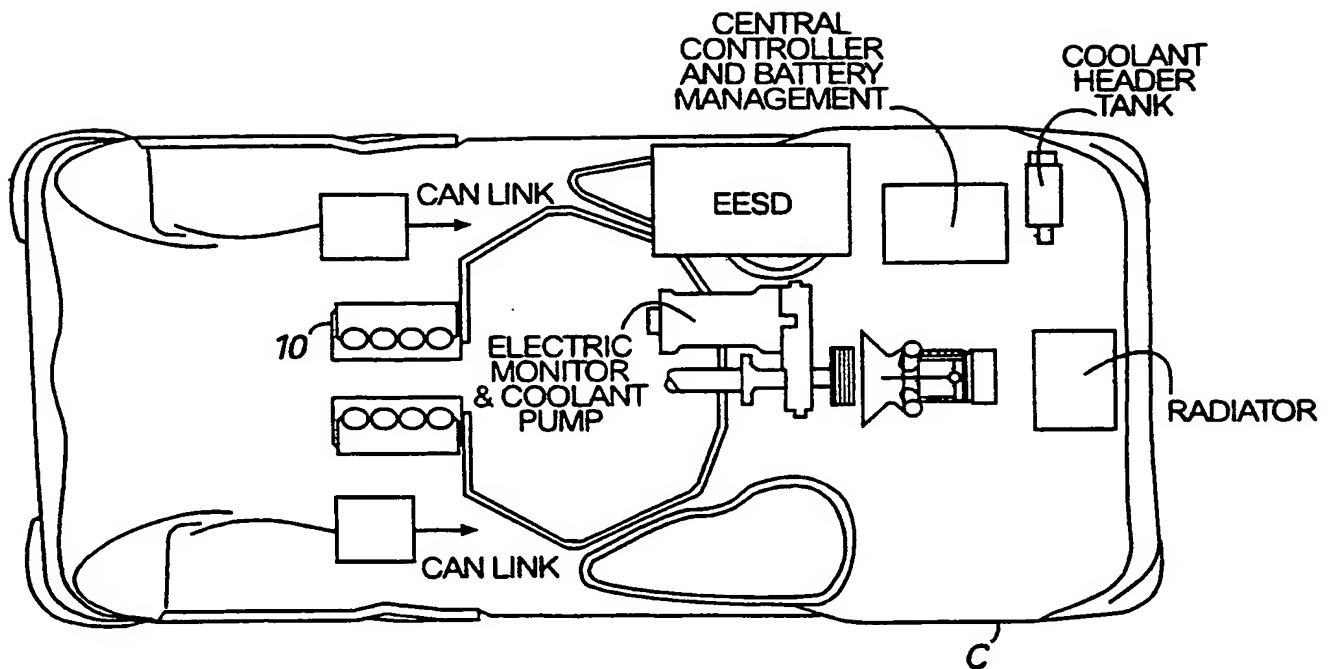 CENTRAL
CONTROLLER
AND BATTERY
MANAGEMENT
COOLANT
HEADER
TANK
CAN LINK
EESD
10
ELECTRIC
MONITOR
& COOLANT
PUMP
RADIATOR
CAN LINK
C